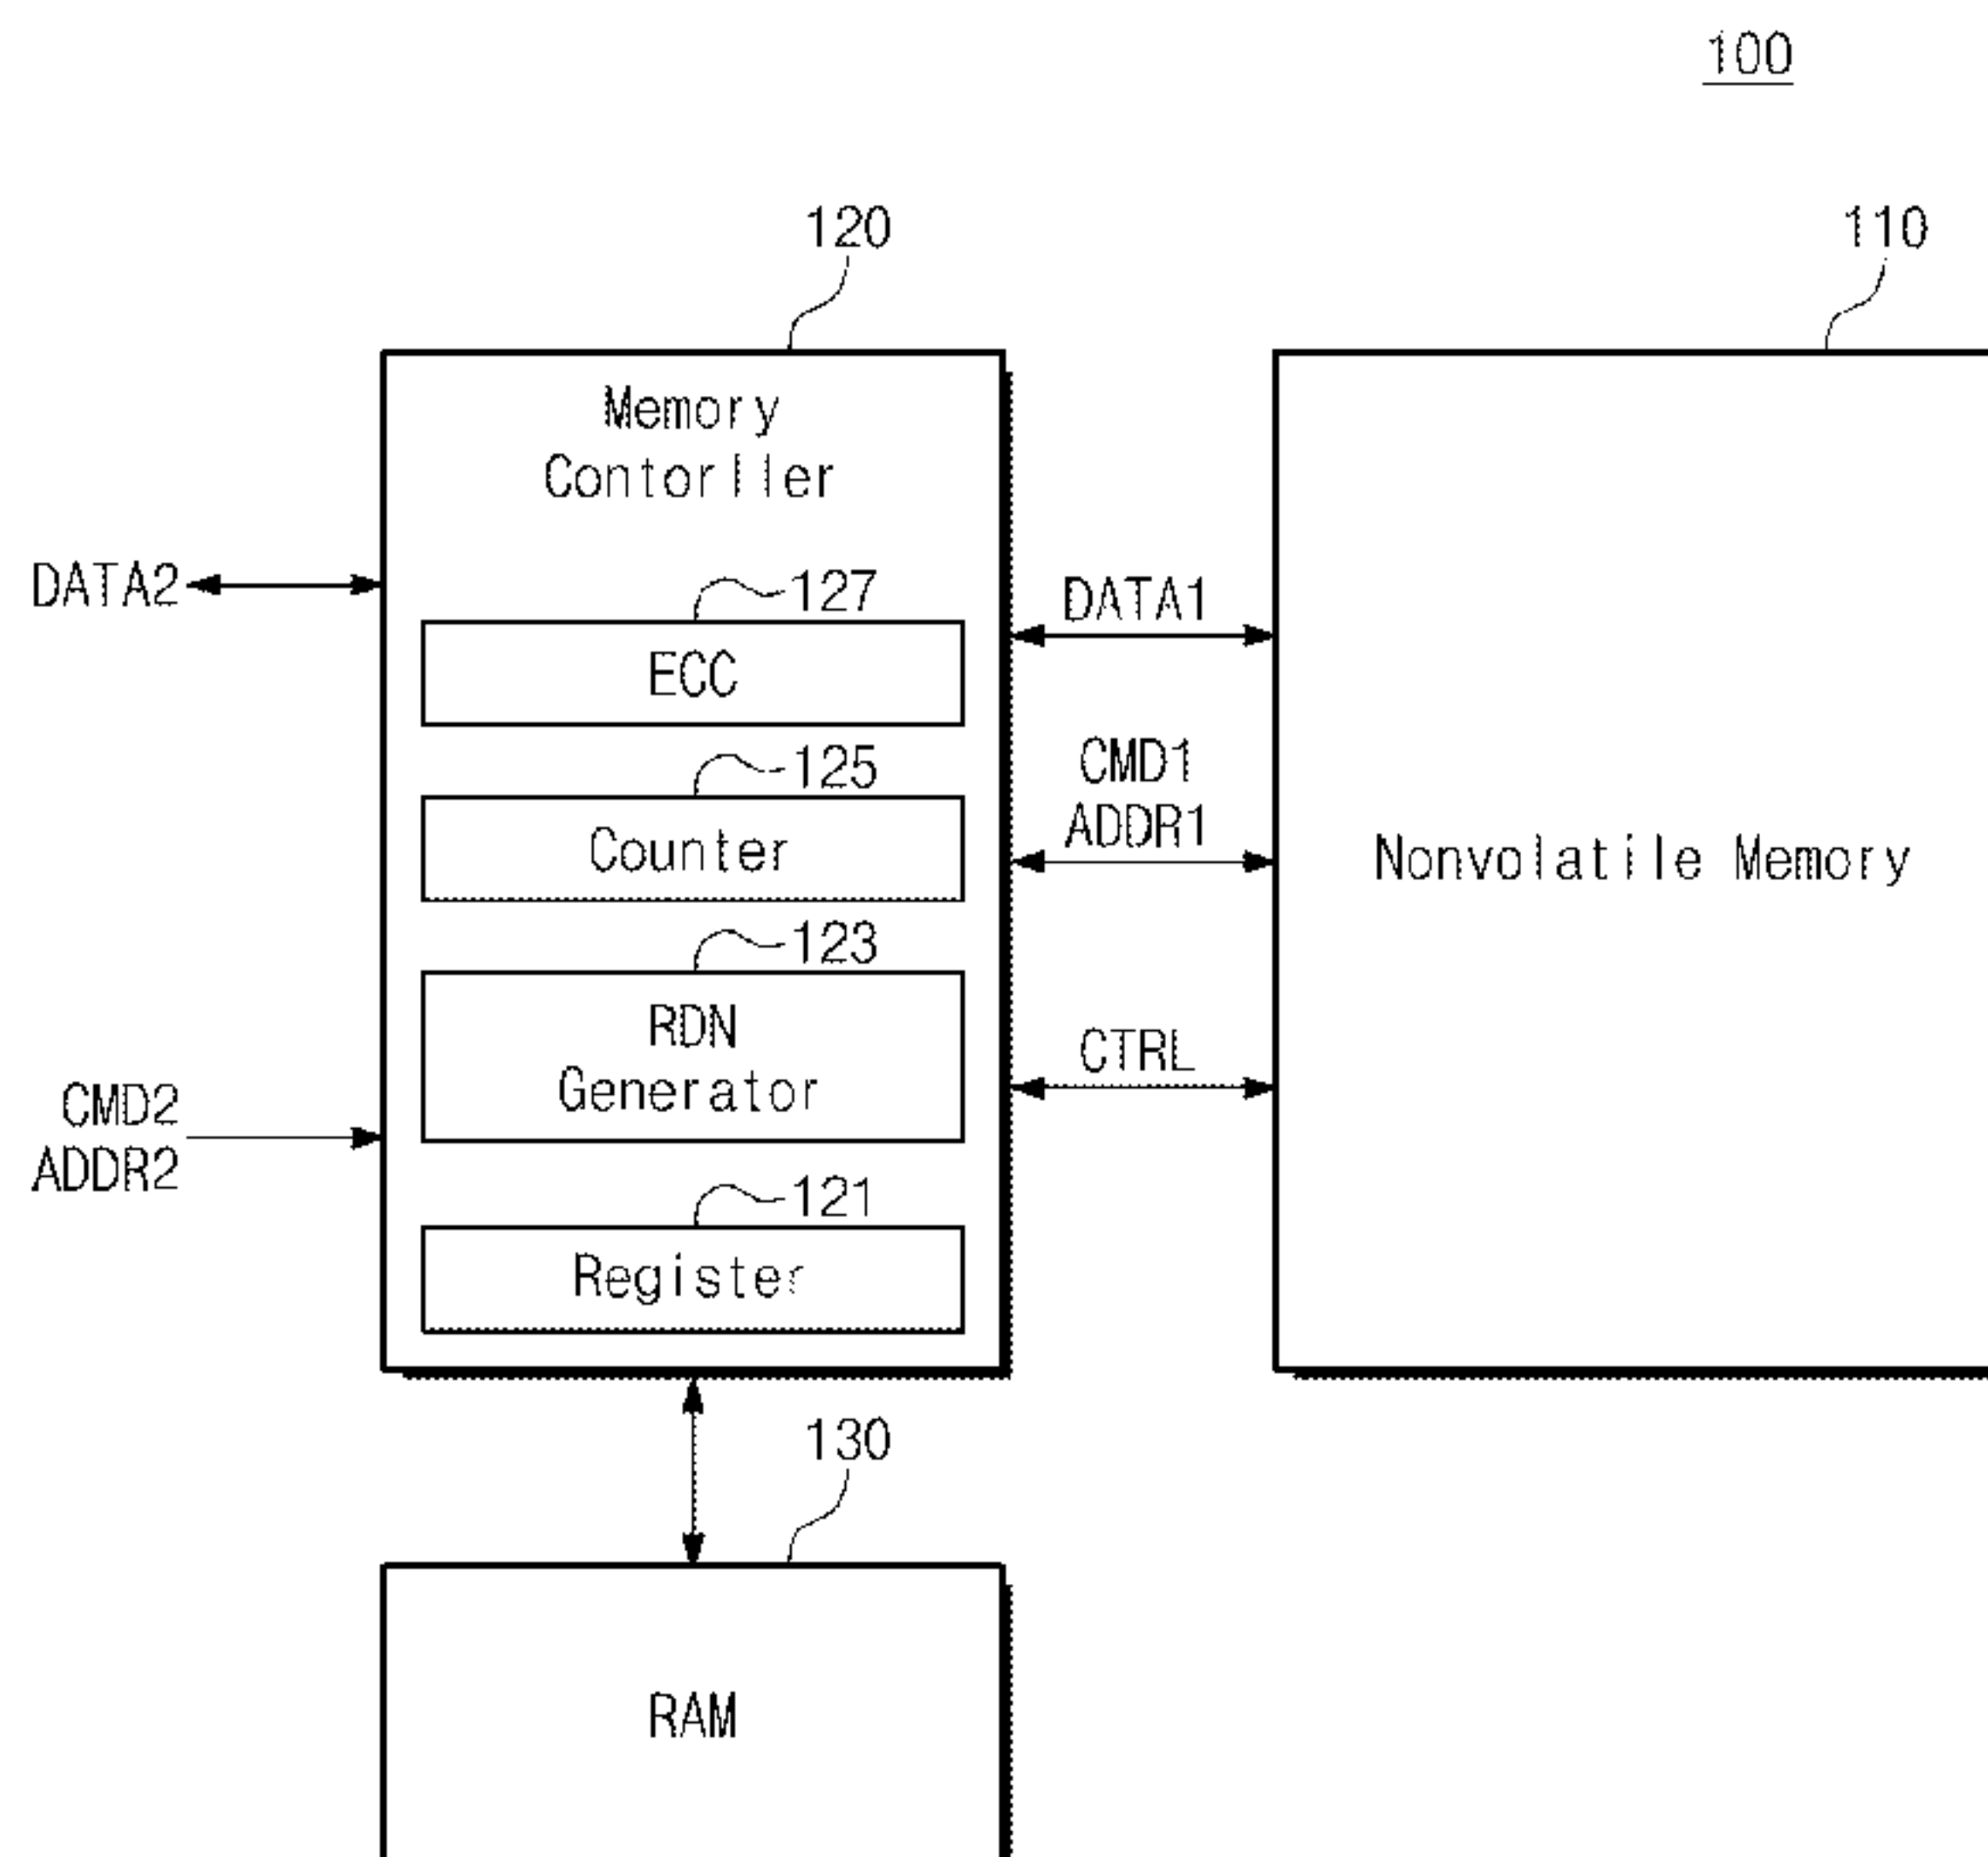 100
120
110
Memory
Contorller
DATA2
127
DATA1
ECC
125
CMD1
ADDR1
Counter
Nonvolatile Memory
123
RDN
Generator
CTRL
CMD2
ADDR2
121
Register
130
RAM